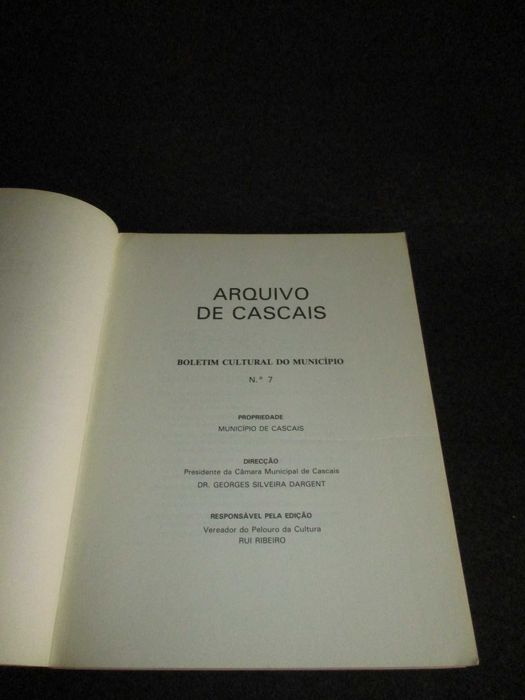 ARQUIVO
DE CASCAIS
BOLETIM CULTURAL DO MUNICÍPIO
N.º 7
PROPRIEDADE
MUNICÍPIO DE CASCAIS
DIRECÇÃO
Presidente da Câmara Municipal de Cascais
DR. GEORGES SILVEIRA DARGENT
RESPONSÁVEL PELA EDIÇÃO
Vereador do Pelouro da Cultura
RUI RIBEIRO